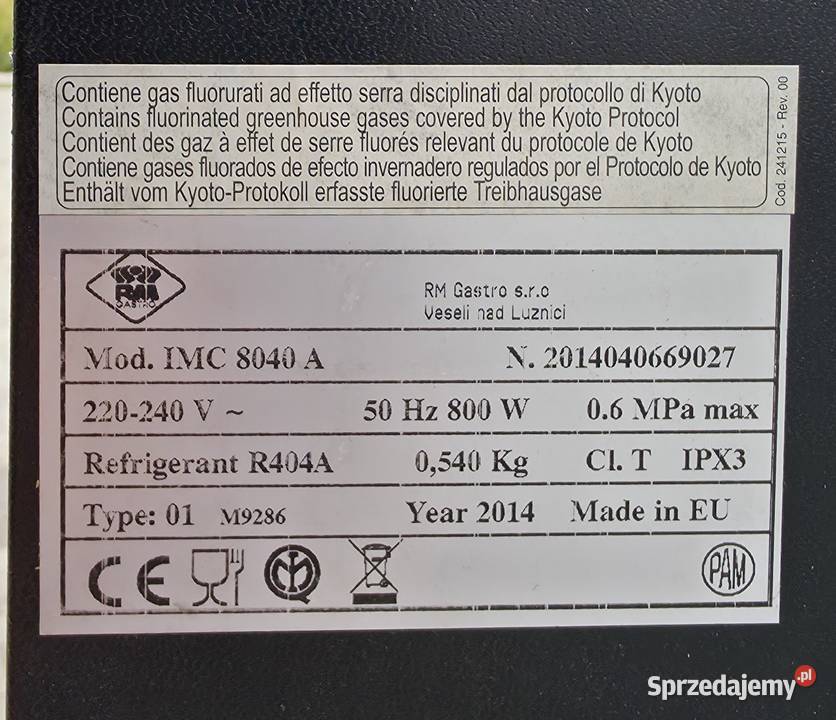 Contiene gas fluorurati ad effetto serra disciplinati dal protocollo di Kyoto
Contains fluorinated greenhouse gases covered by the Kyoto Protocol
Contient des gaz à effet de serre fluorés relevant du protocole de Kyoto
Contiene gases fluorados de efecto invernadero regulados por el Protocolo de Kyoto
Enthält vom Kyoto-Protokoll erfasste fluorierte Treibhausgase
Cod. 241215 - Rev. 00
RM
GASTRO
RM Gastro s.r.o
Veseli nad Luznici
Mod. IMC 8040 A N. 2014040669027
220-240 V ~ 50 Hz 800 W 0.6 MPa max
Refrigerant R404A 0,540 Kg Cl. T IPX3
Type: 01 M9286 Year 2014 Made in EU
CE PAM
Sprzedajemy.pl